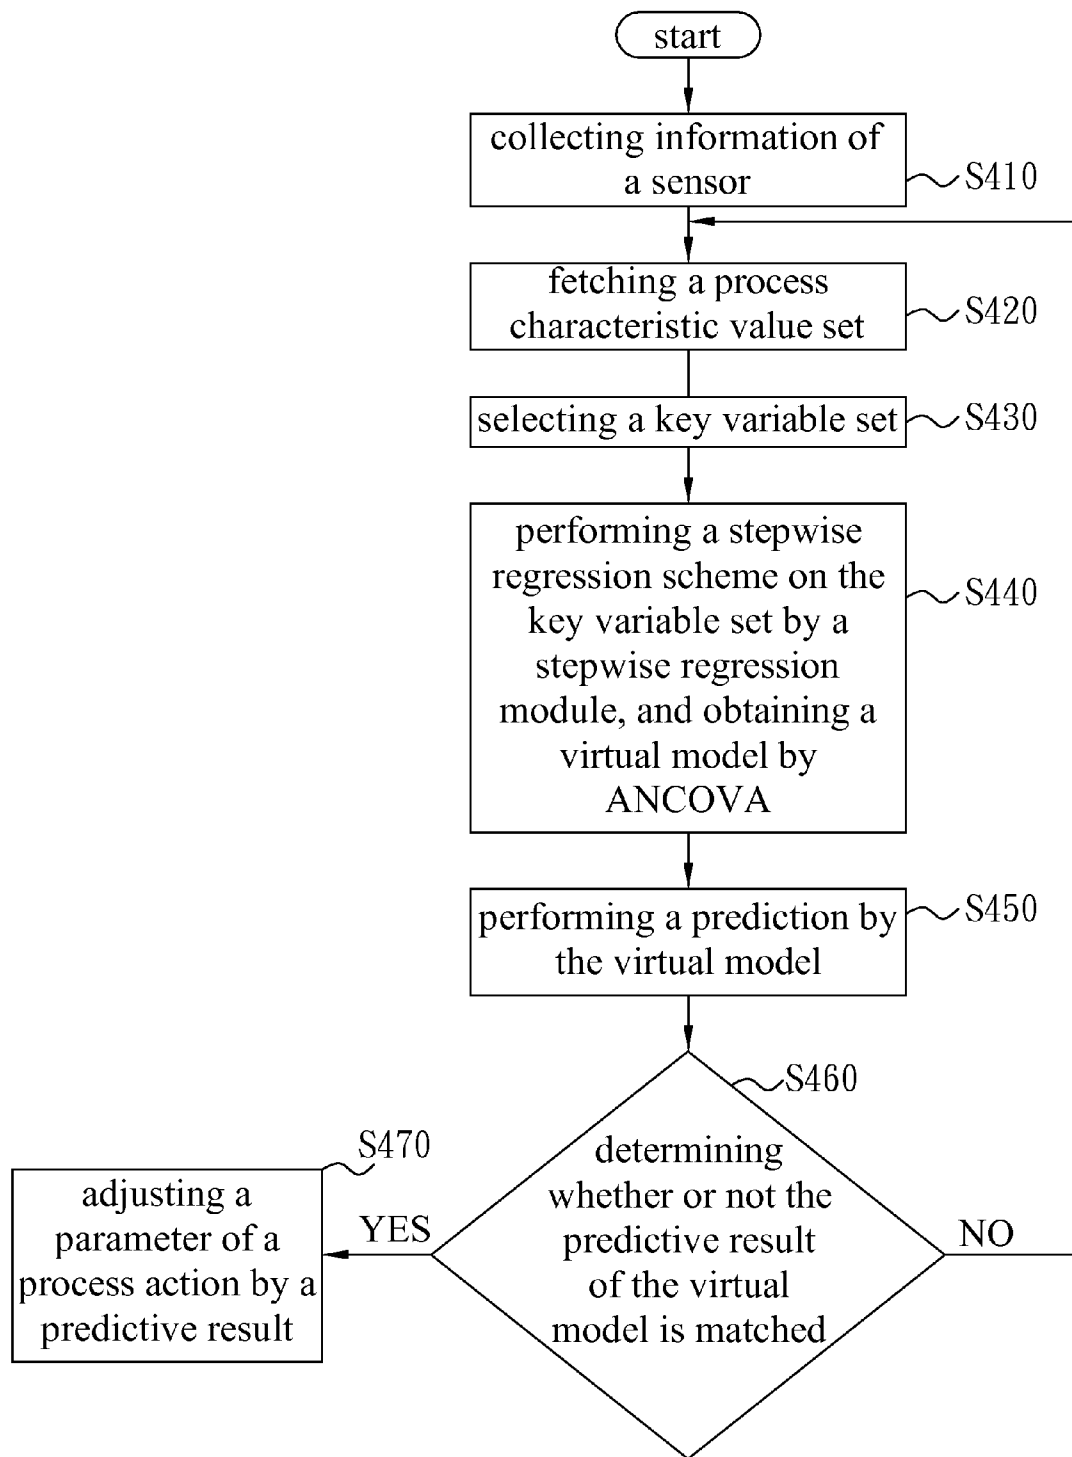 start
collecting information of
a sensor
S410
fetching a process
characteristic value set
S420
selecting a key variable set
S430
performing a stepwise
regression scheme on the
key variable set by a
stepwise regression
module, and obtaining a
virtual model by
ANCOVA
S440
performing a prediction by
the virtual model
S450
S460
determining
whether or not the
predictive result
of the virtual
model is matched
YES
NO
S470
adjusting a
parameter of a
process action by a
predictive result